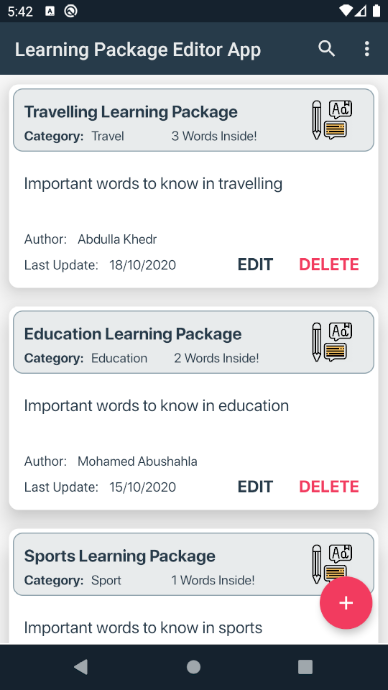 5:42 A
Learning Package Editor App
Travelling Learning Package
Category: Travel 3 Words Inside!
Ad
Important words to know in travelling
Author: Abdulla Khedr
Last Update: 18/10/2020 EDIT DELETE
Education Learning Package
Category: Education 2 Words Inside!
Ad
Important words to know in education
Author: Mohamed Abushahla
Last Update: 15/10/2020 EDIT DELETE
Sports Learning Package
Category: Sport 1 Words Inside!
Ad
+
Important words to know in sports